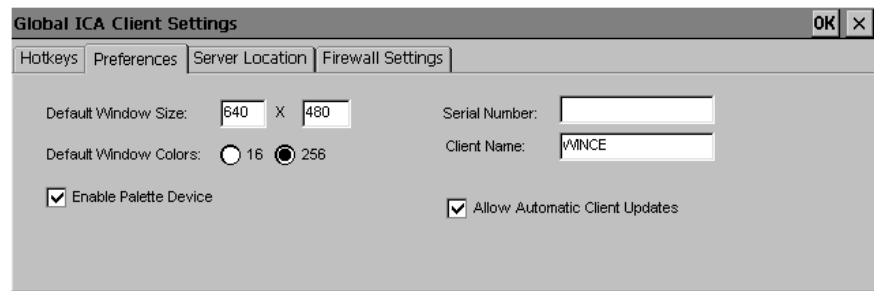 Global ICA Client Settings OK ×
Hotkeys Preferences Server Location Firewall Settings
Default Window Size: 640 X 480
Serial Number:
Default Window Colors: 16 256
Client Name: WINCE
Enable Palette Device
Allow Automatic Client Updates